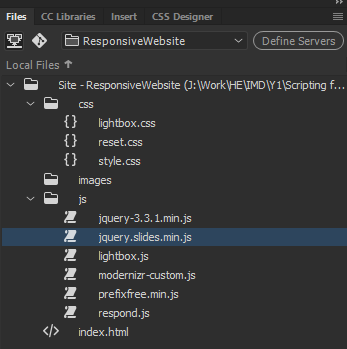 Files CC Libraries Insert CSS Designer
ResponsiveWebsite Define Servers
Local Files
Site - ResponsiveWebsite (J:\Work\HE\IMD\Y1\Scripting f...
css
lightbox.css
reset.css
style.css
images
js
jquery-3.3.1.min.js
jquery.slides.min.js
lightbox.js
modernizr-custom.js
prefixfree.min.js
respond.js
index.html